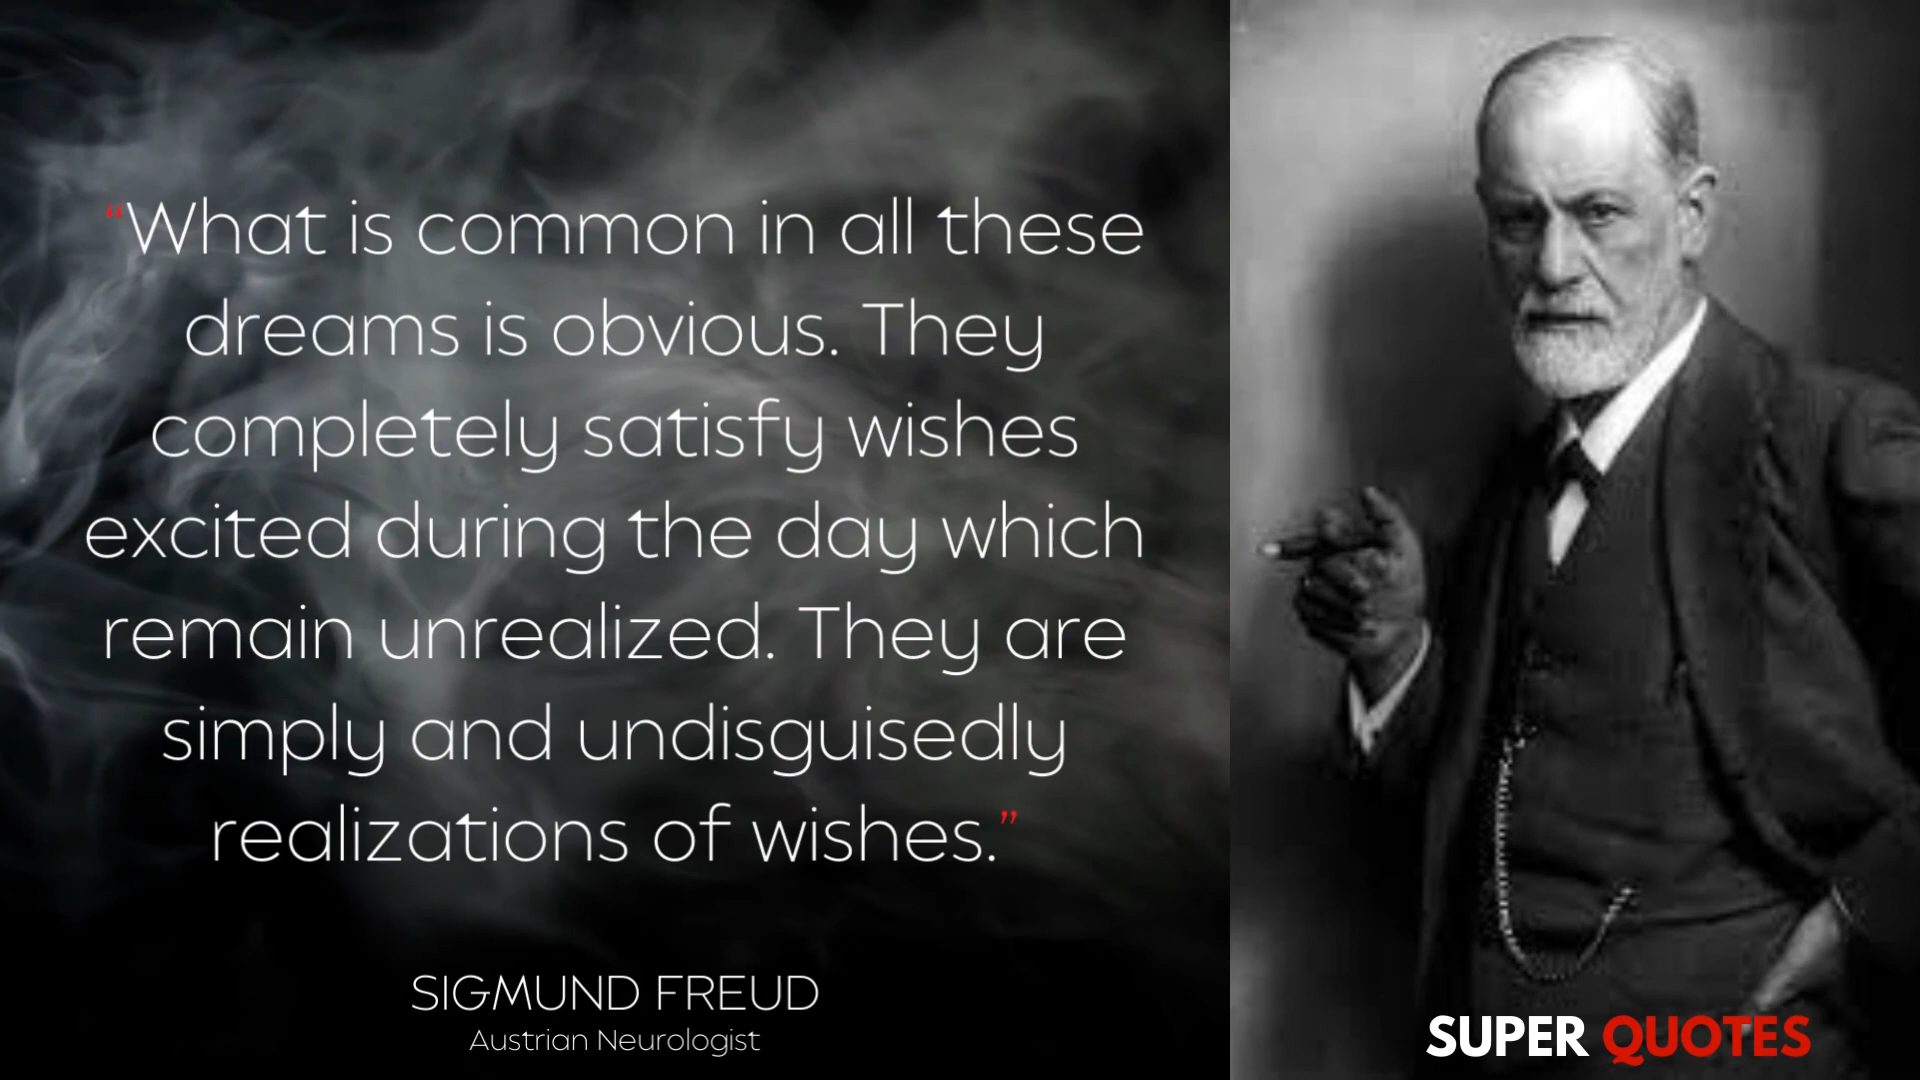 “What is common in all these
dreams is obvious. They
completely satisfy wishes
excited during the day which
remain unrealized. They are
simply and undisguisedly
realizations of wishes.”
SIGMUND FREUD
Austrian Neurologist
SUPER QUOTES